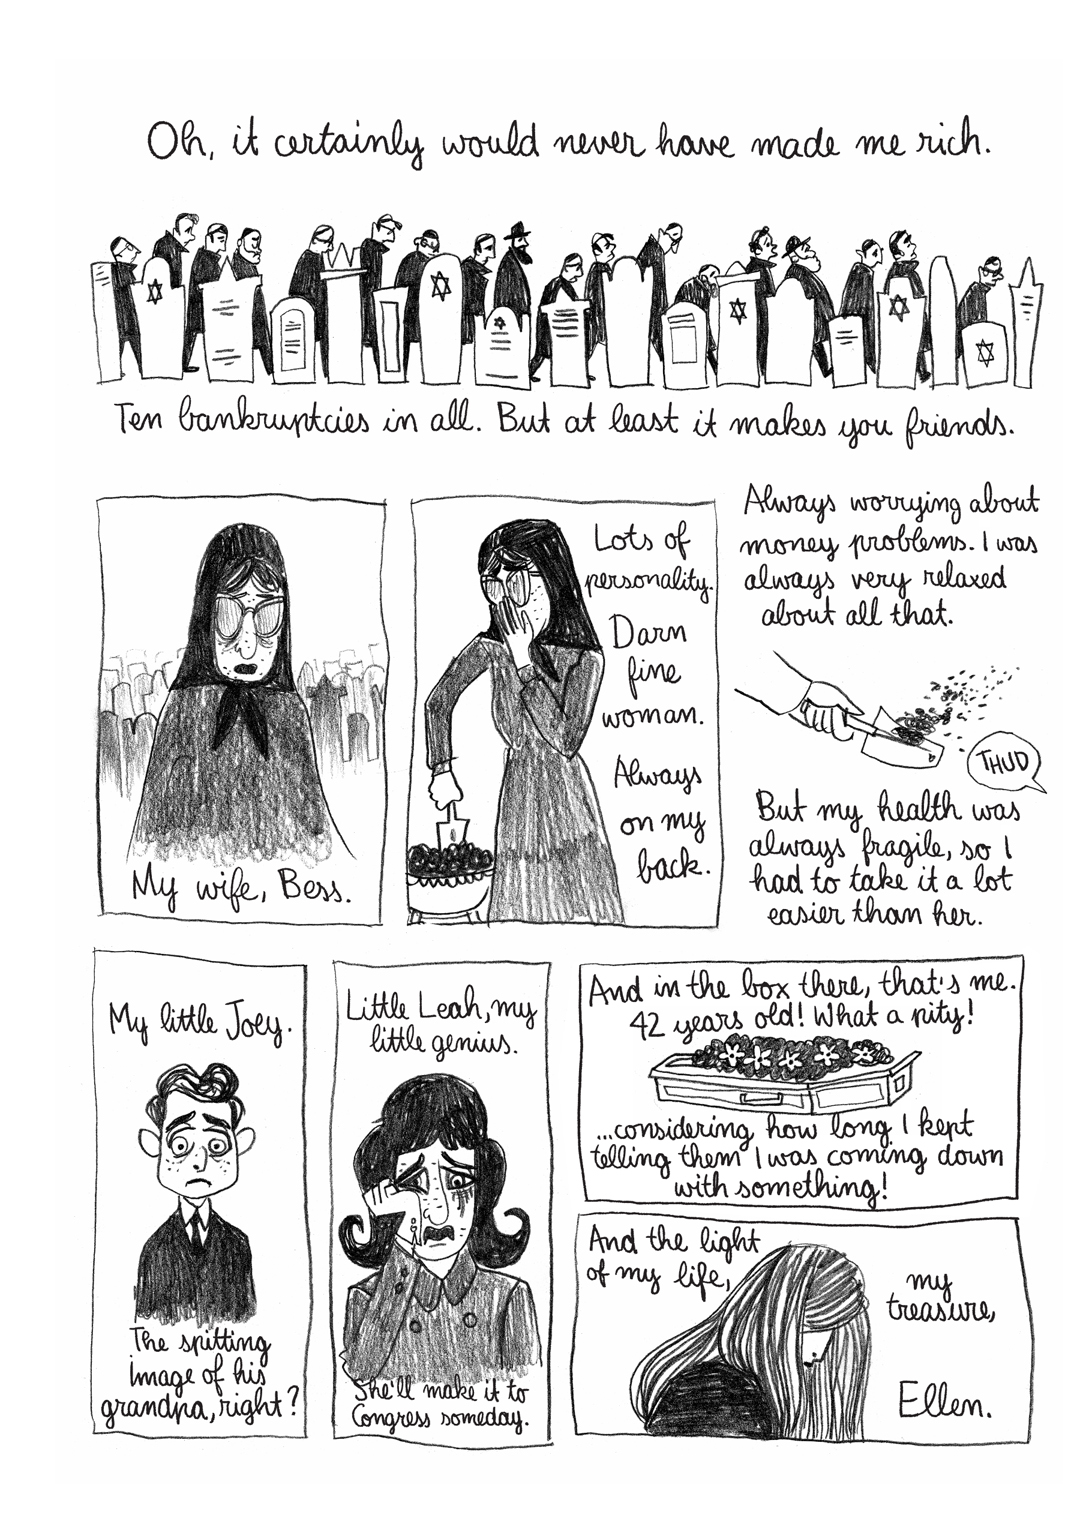 Oh, it certainly would never have made me rich.
Ten bankruptcies in all. But at least it makes you friends.
My wife, Bess.
Lots of
personality.
Darn
fine
woman.
Always
on my
back.
Always worrying about
money problems. I was
always very relaxed
about all that.
THUD
But my health was
always fragile, so I
had to take it a lot
easier than her.
My little Joey.
The spitting
image of his
grandpa, right?
Little Leah, my
little genius.
She'll make it to
Congress someday.
And in the box there, that's me.
42 years old! What a pity!
...considering how long I kept
telling them I was coming down
with something!
And the light
of my life,
my
treasure,
Ellen.